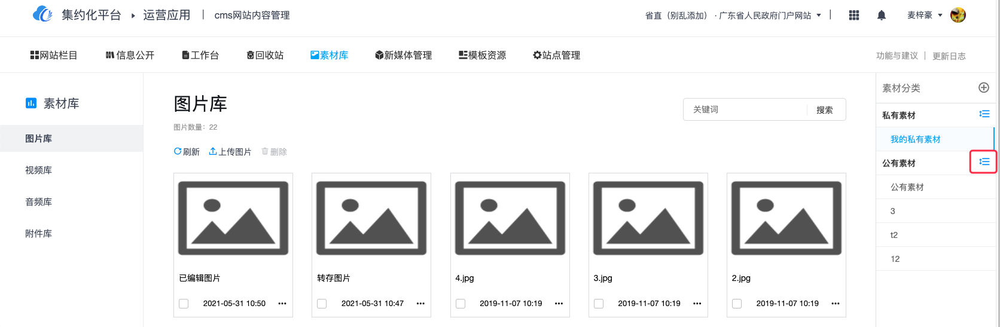 集约化平台 ▸ 运营应用 | cms网站内容管理
省直（别乱添加） · 广东省人民政府门户网站
麦梓豪
网站栏目 信息公开 工作台 回收站 素材库 新媒体管理 模板资源 站点管理
功能与建议 | 更新日志
素材库
图片库
视频库
音频库
附件库
图片库
图片数量：22
关键词 搜索
刷新 上传图片 删除
已编辑图片
2021-05-31 10:50 •••
转存图片
2021-05-31 10:47 •••
4.jpg
2019-11-07 10:19 •••
3.jpg
2019-11-07 10:19 •••
2.jpg
2019-11-07 10:19 •••
素材分类
私有素材
我的私有素材
公有素材
公有素材
3
t2
12